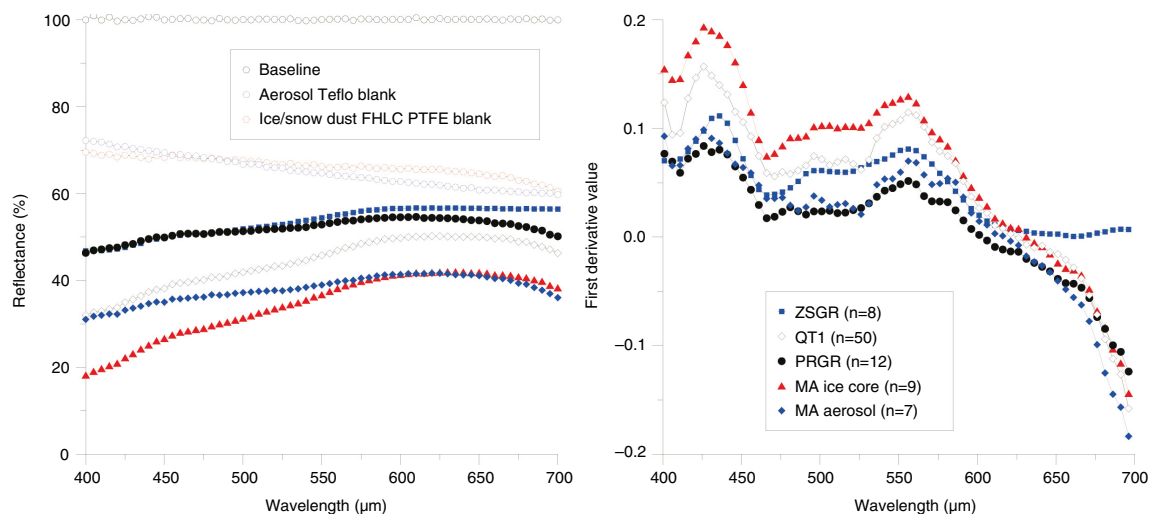 100
80
60
40
20
0
Reflectance (%)
Baseline
Aerosol Teflo blank
Ice/snow dust FHLC PTFE blank
400 450 500 550 600 650 700
Wavelength (µm)
0.2
0.1
0.0
–0.1
–0.2
First derivative value
ZSGR (n=8)
QT1 (n=50)
PRGR (n=12)
MA ice core (n=9)
MA aerosol (n=7)
400 450 500 550 600 650 700
Wavelength (µm)